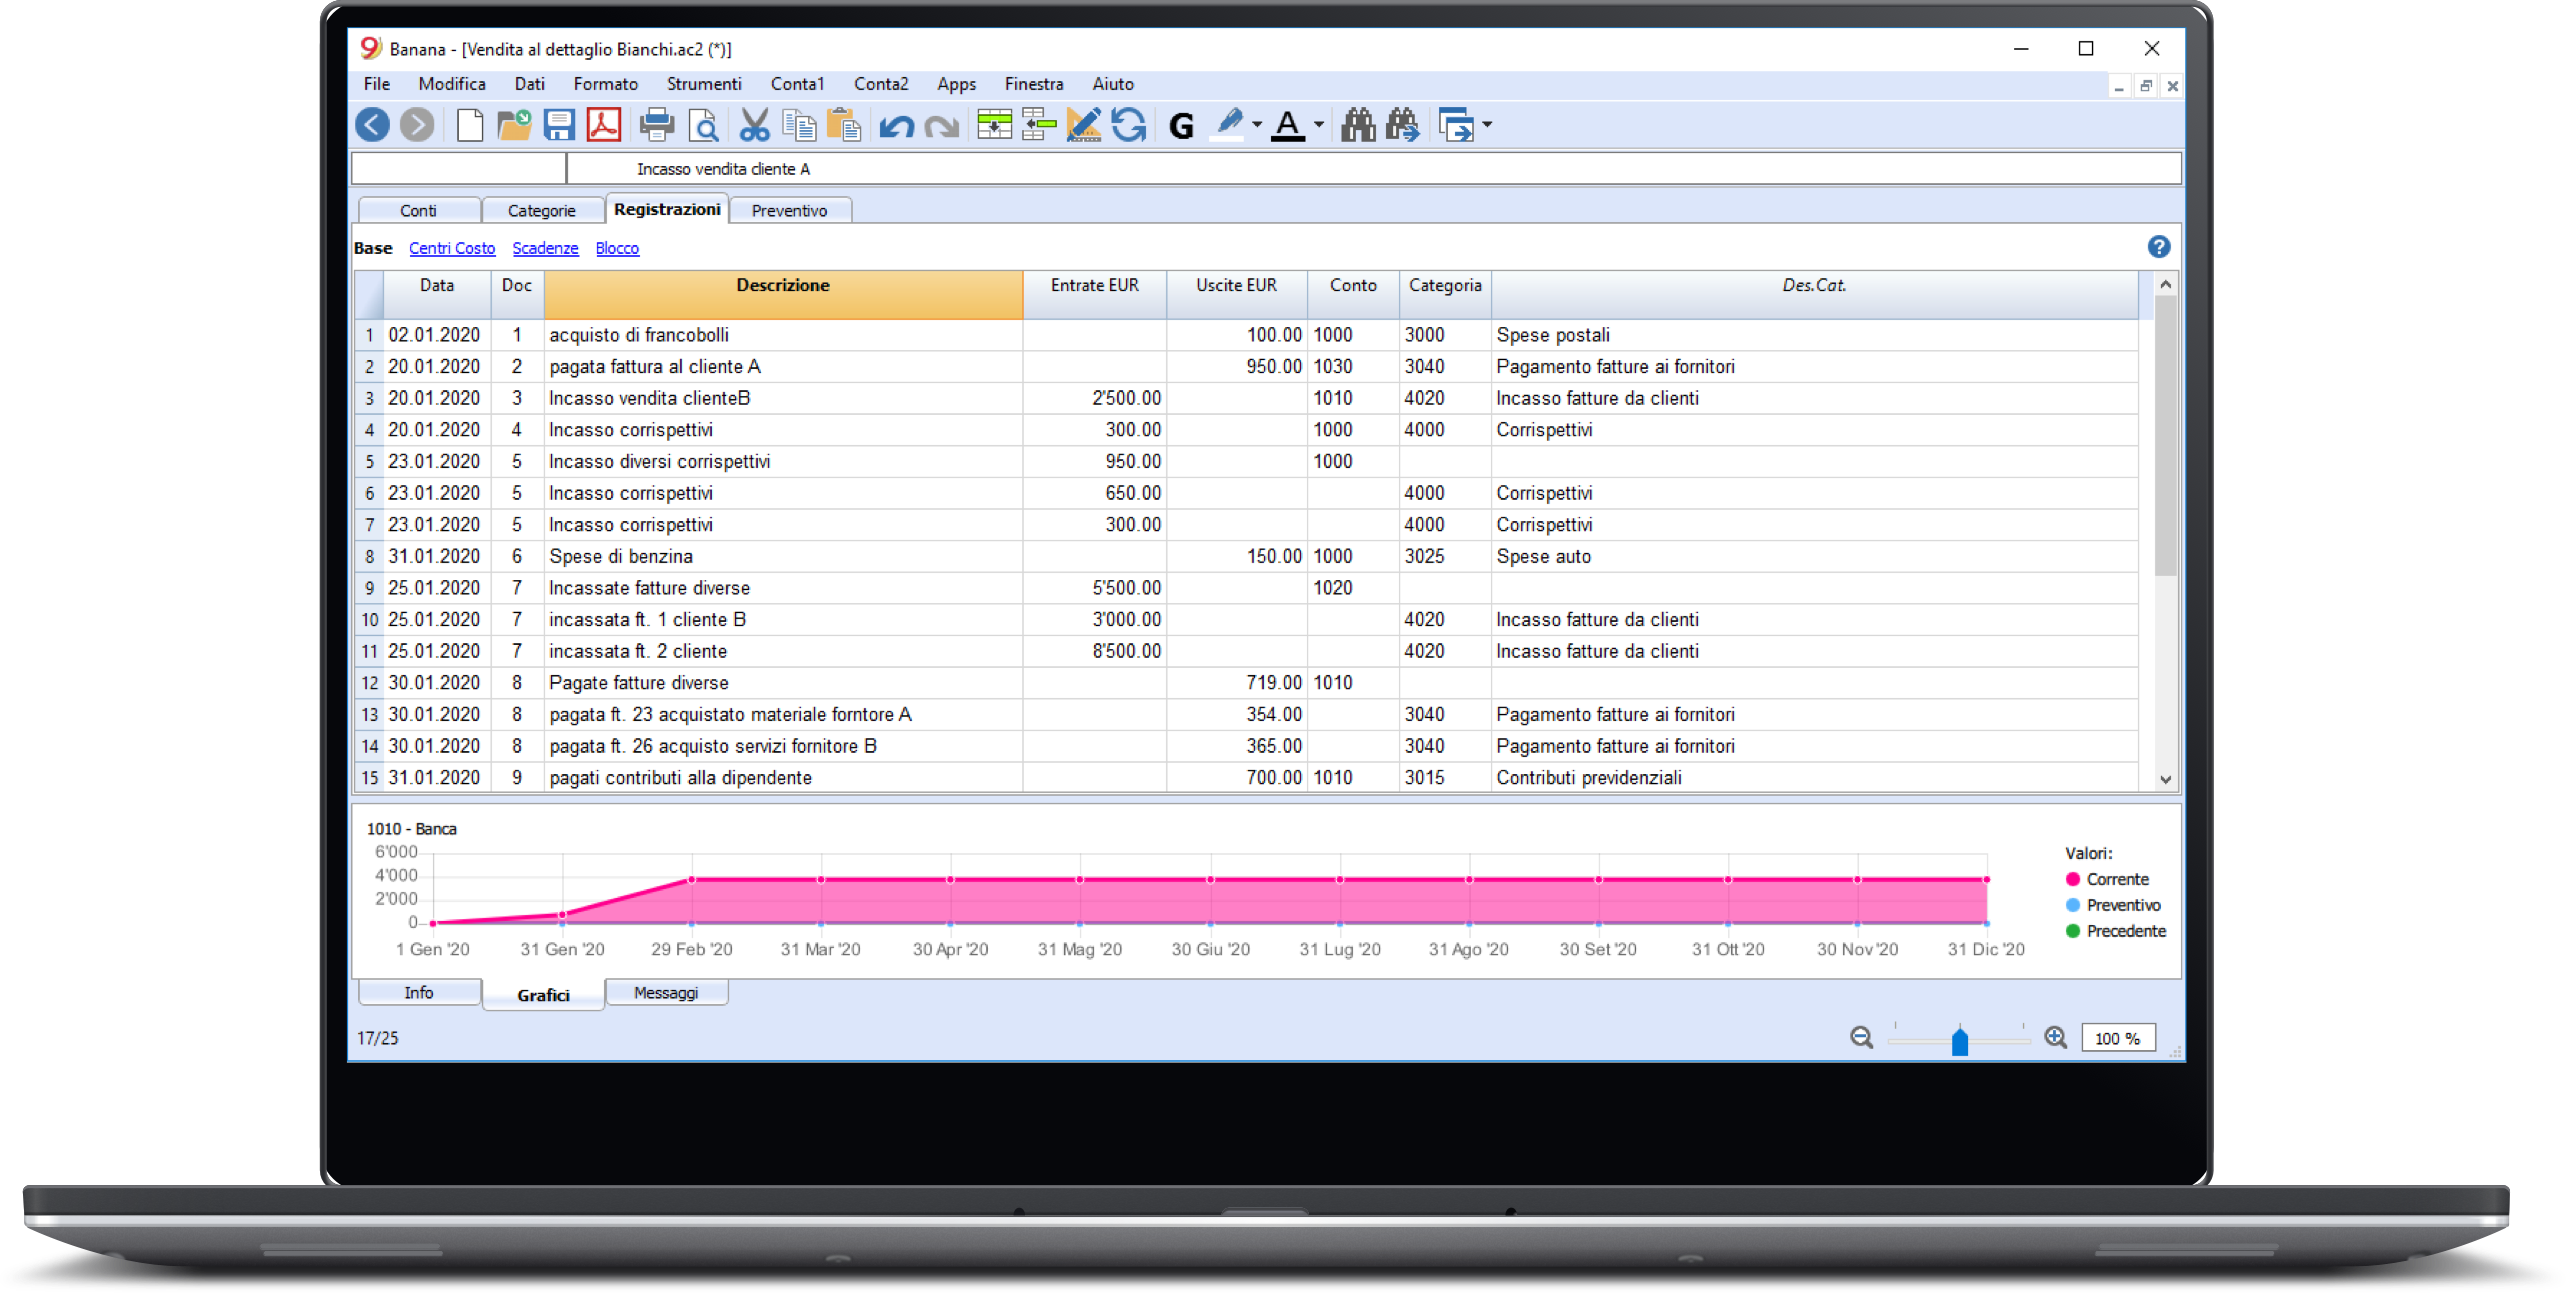 Banana - [Vendita al dettaglio Bianchi.ac2 (*)]
File Modifica Dati Formato Strumenti Conta1 Conta2 Apps Finestra Aiuto
G A
Incasso vendita cliente A
Conti Categorie Registrazioni Preventivo
Base Centri Costo Scadenze Blocco ?
Data Doc Descrizione Entrate EUR Uscite EUR Conto Categoria Des.Cat.
1 02.01.2020 1 acquisto di francobolli 100.00 1000 3000 Spese postali
2 20.01.2020 2 pagata fattura al cliente A 950.00 1030 3040 Pagamento fatture ai fornitori
3 20.01.2020 3 Incasso vendita clienteB 2'500.00 1010 4020 Incasso fatture da clienti
4 20.01.2020 4 Incasso corrispettivi 300.00 1000 4000 Corrispettivi
5 23.01.2020 5 Incasso diversi corrispettivi 950.00 1000
6 23.01.2020 5 Incasso corrispettivi 650.00 4000 Corrispettivi
7 23.01.2020 5 Incasso corrispettivi 300.00 4000 Corrispettivi
8 31.01.2020 6 Spese di benzina 150.00 1000 3025 Spese auto
9 25.01.2020 7 Incassate fatture diverse 5'500.00 1020
10 25.01.2020 7 incassata ft. 1 cliente B 3'000.00 4020 Incasso fatture da clienti
11 25.01.2020 7 incassata ft. 2 cliente 8'500.00 4020 Incasso fatture da clienti
12 30.01.2020 8 Pagate fatture diverse 719.00 1010
13 30.01.2020 8 pagata ft. 23 acquistato materiale forntore A 354.00 3040 Pagamento fatture ai fornitori
14 30.01.2020 8 pagata ft. 26 acquisto servizi fornitore B 365.00 3040 Pagamento fatture ai fornitori
15 31.01.2020 9 pagati contributi alla dipendente 700.00 1010 3015 Contributi previdenziali
1010 - Banca
6'000
4'000
2'000
0
1 Gen '20 31 Gen '20 29 Feb '20 31 Mar '20 30 Apr '20 31 Mag '20 30 Giu '20 31 Lug '20 31 Ago '20 30 Set '20 31 Ott '20 30 Nov '20 31 Dic '20
Valori:
Corrente
Preventivo
Precedente
Info Grafici Messaggi
17/25 100 %